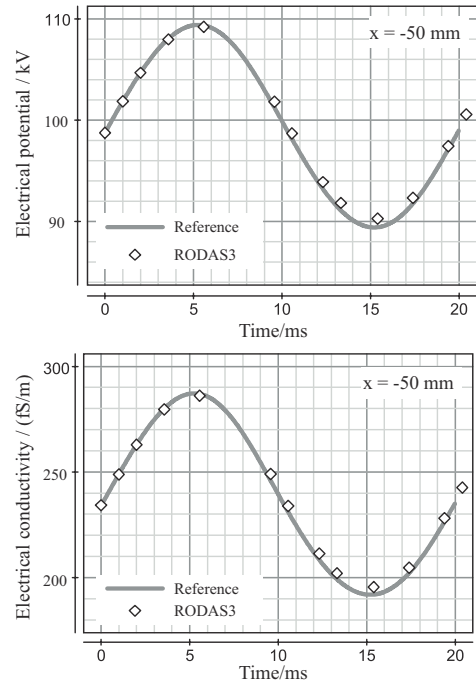 Electrical potential / kV
110
100
90
x = -50 mm
Reference
RODAS3
0 5 10 15 20
Time/ms
Electrical conductivity / (fS/m)
300
250
200
x = -50 mm
Reference
RODAS3
0 5 10 15 20
Time/ms